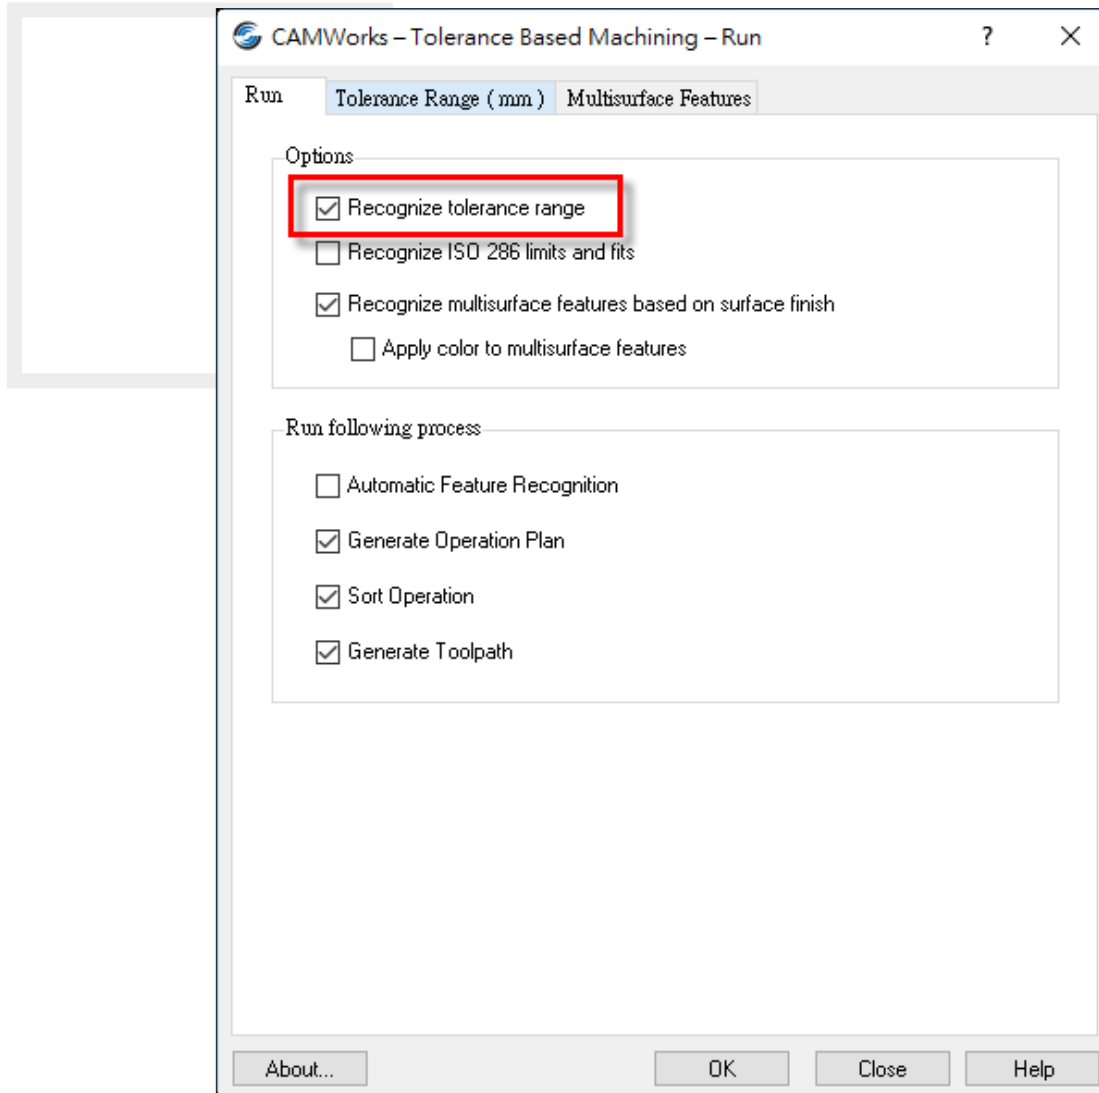 CAMWorks – Tolerance Based Machining – Run ?
Run Tolerance Range ( mm ) Multisurface Features
Options
Recognize tolerance range
Recognize ISO 286 limits and fits
Recognize multisurface features based on surface finish
Apply color to multisurface features
Run following process
Automatic Feature Recognition
Generate Operation Plan
Sort Operation
Generate Toolpath
About... OK Close Help